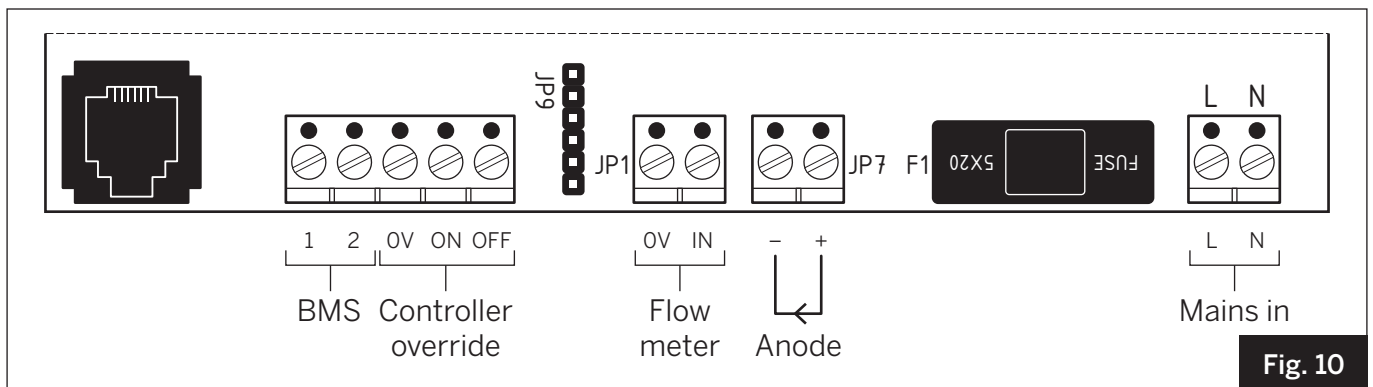 L N
JP9
JP1
JP7 F1
5X20
FUSE
1 2 0V ON OFF
0V IN
– +
L N
BMS
Controller override
Flow meter
Anode
Mains in
Fig. 10